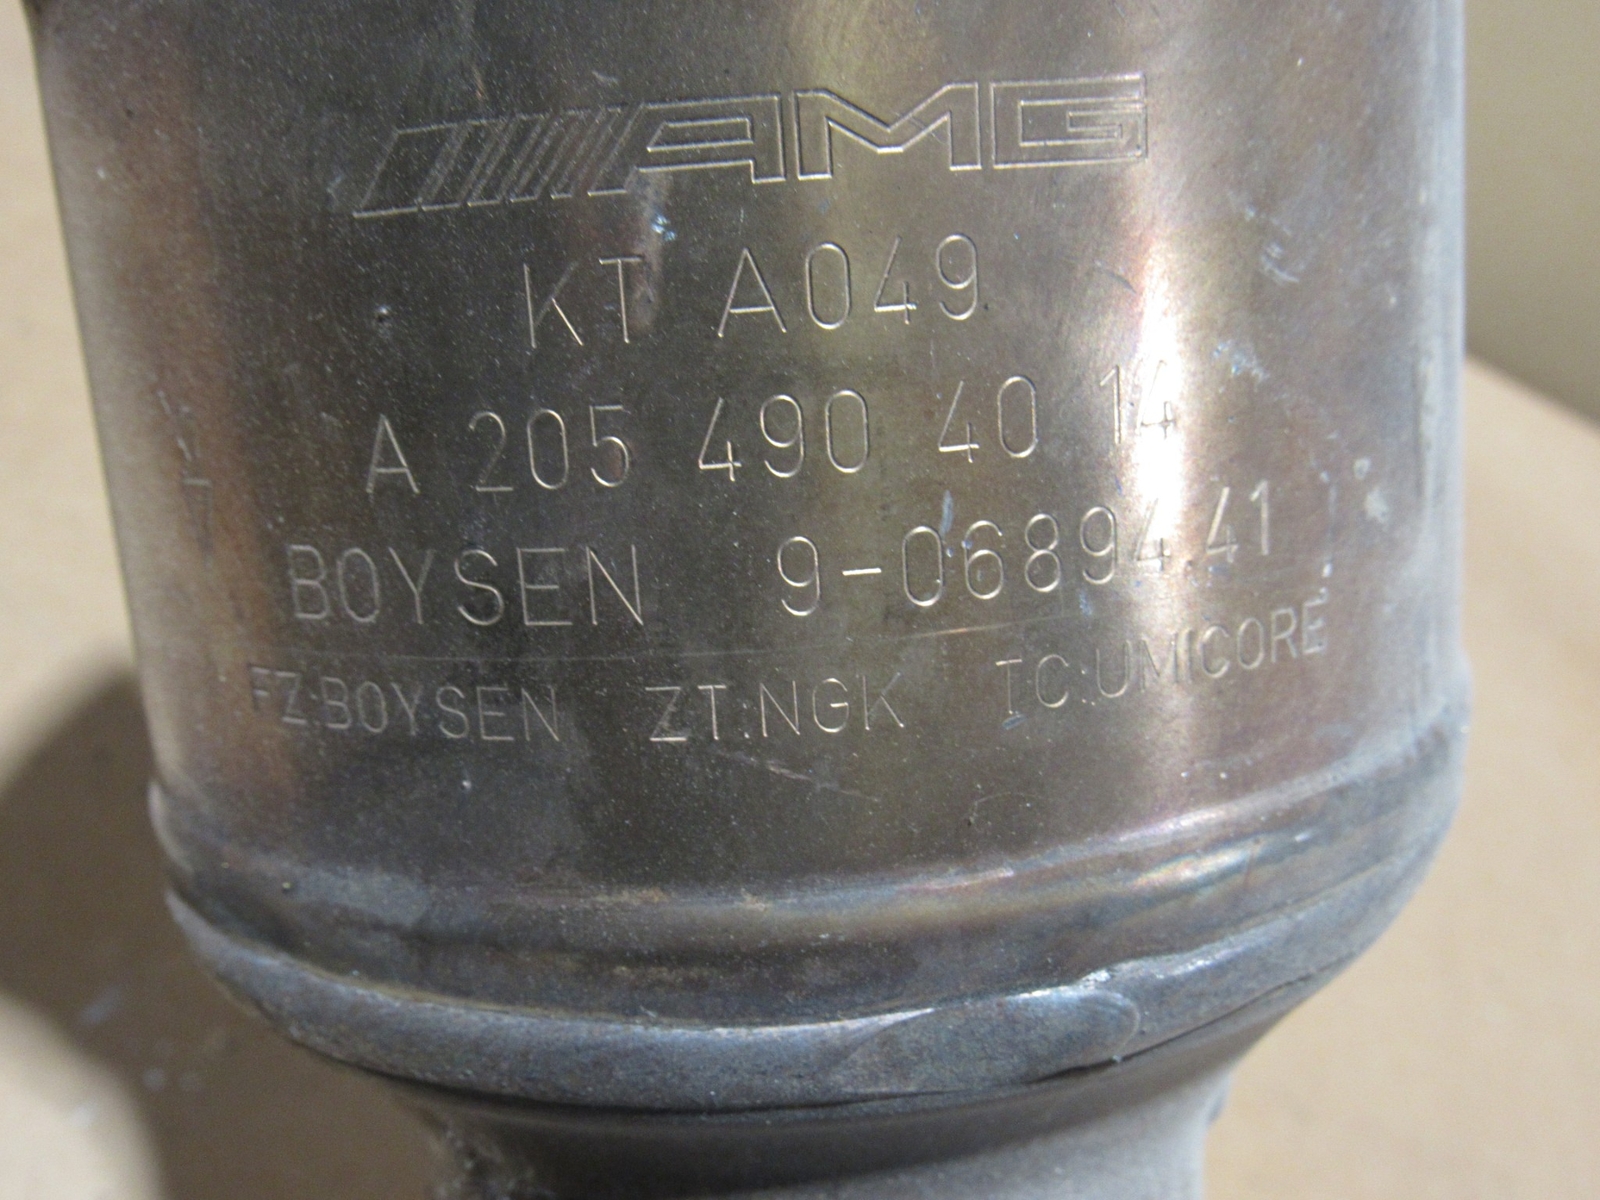 AMG
KT A049
A 205 490 40 14
BOYSEN 9-06894.41
FZ:BOYSEN ZT:NGK TC:UMICORE